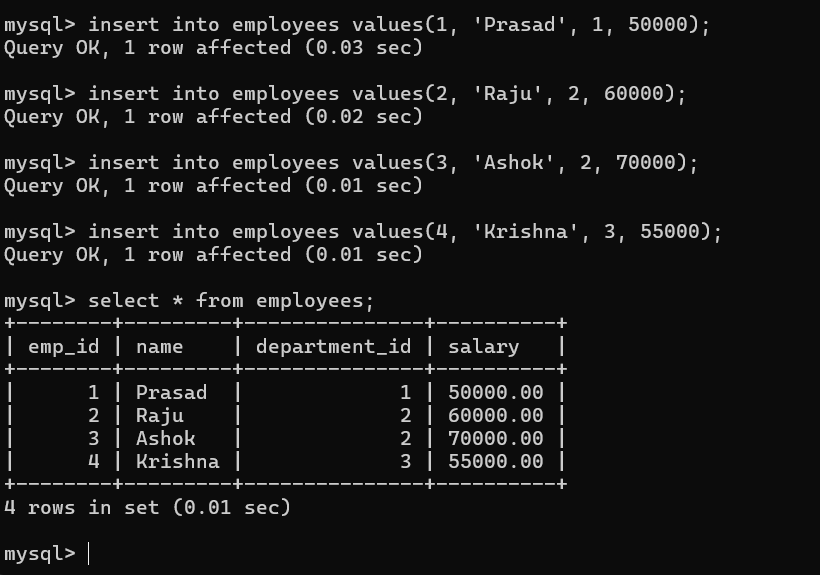 mysql> insert into employees values(1, 'Prasad', 1, 50000);
Query OK, 1 row affected (0.03 sec)
mysql> insert into employees values(2, 'Raju', 2, 60000);
Query OK, 1 row affected (0.02 sec)
mysql> insert into employees values(3, 'Ashok', 2, 70000);
Query OK, 1 row affected (0.01 sec)
mysql> insert into employees values(4, 'Krishna', 3, 55000);
Query OK, 1 row affected (0.01 sec)
mysql> select * from employees;
+--------+---------+---------------+----------+
| emp_id | name    | department_id | salary   |
+--------+---------+---------------+----------+
|      1 | Prasad  |             1 | 50000.00 |
|      2 | Raju    |             2 | 60000.00 |
|      3 | Ashok   |             2 | 70000.00 |
|      4 | Krishna |             3 | 55000.00 |
+--------+---------+---------------+----------+
4 rows in set (0.01 sec)
mysql>